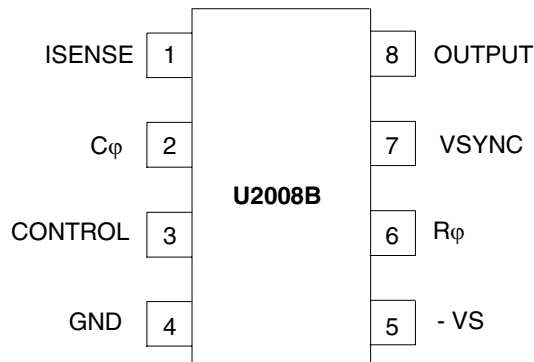 ISENSE 1 8 OUTPUT
Cφ 2 7 VSYNC
U2008B
CONTROL 3 6 Rφ
GND 4 5 - VS